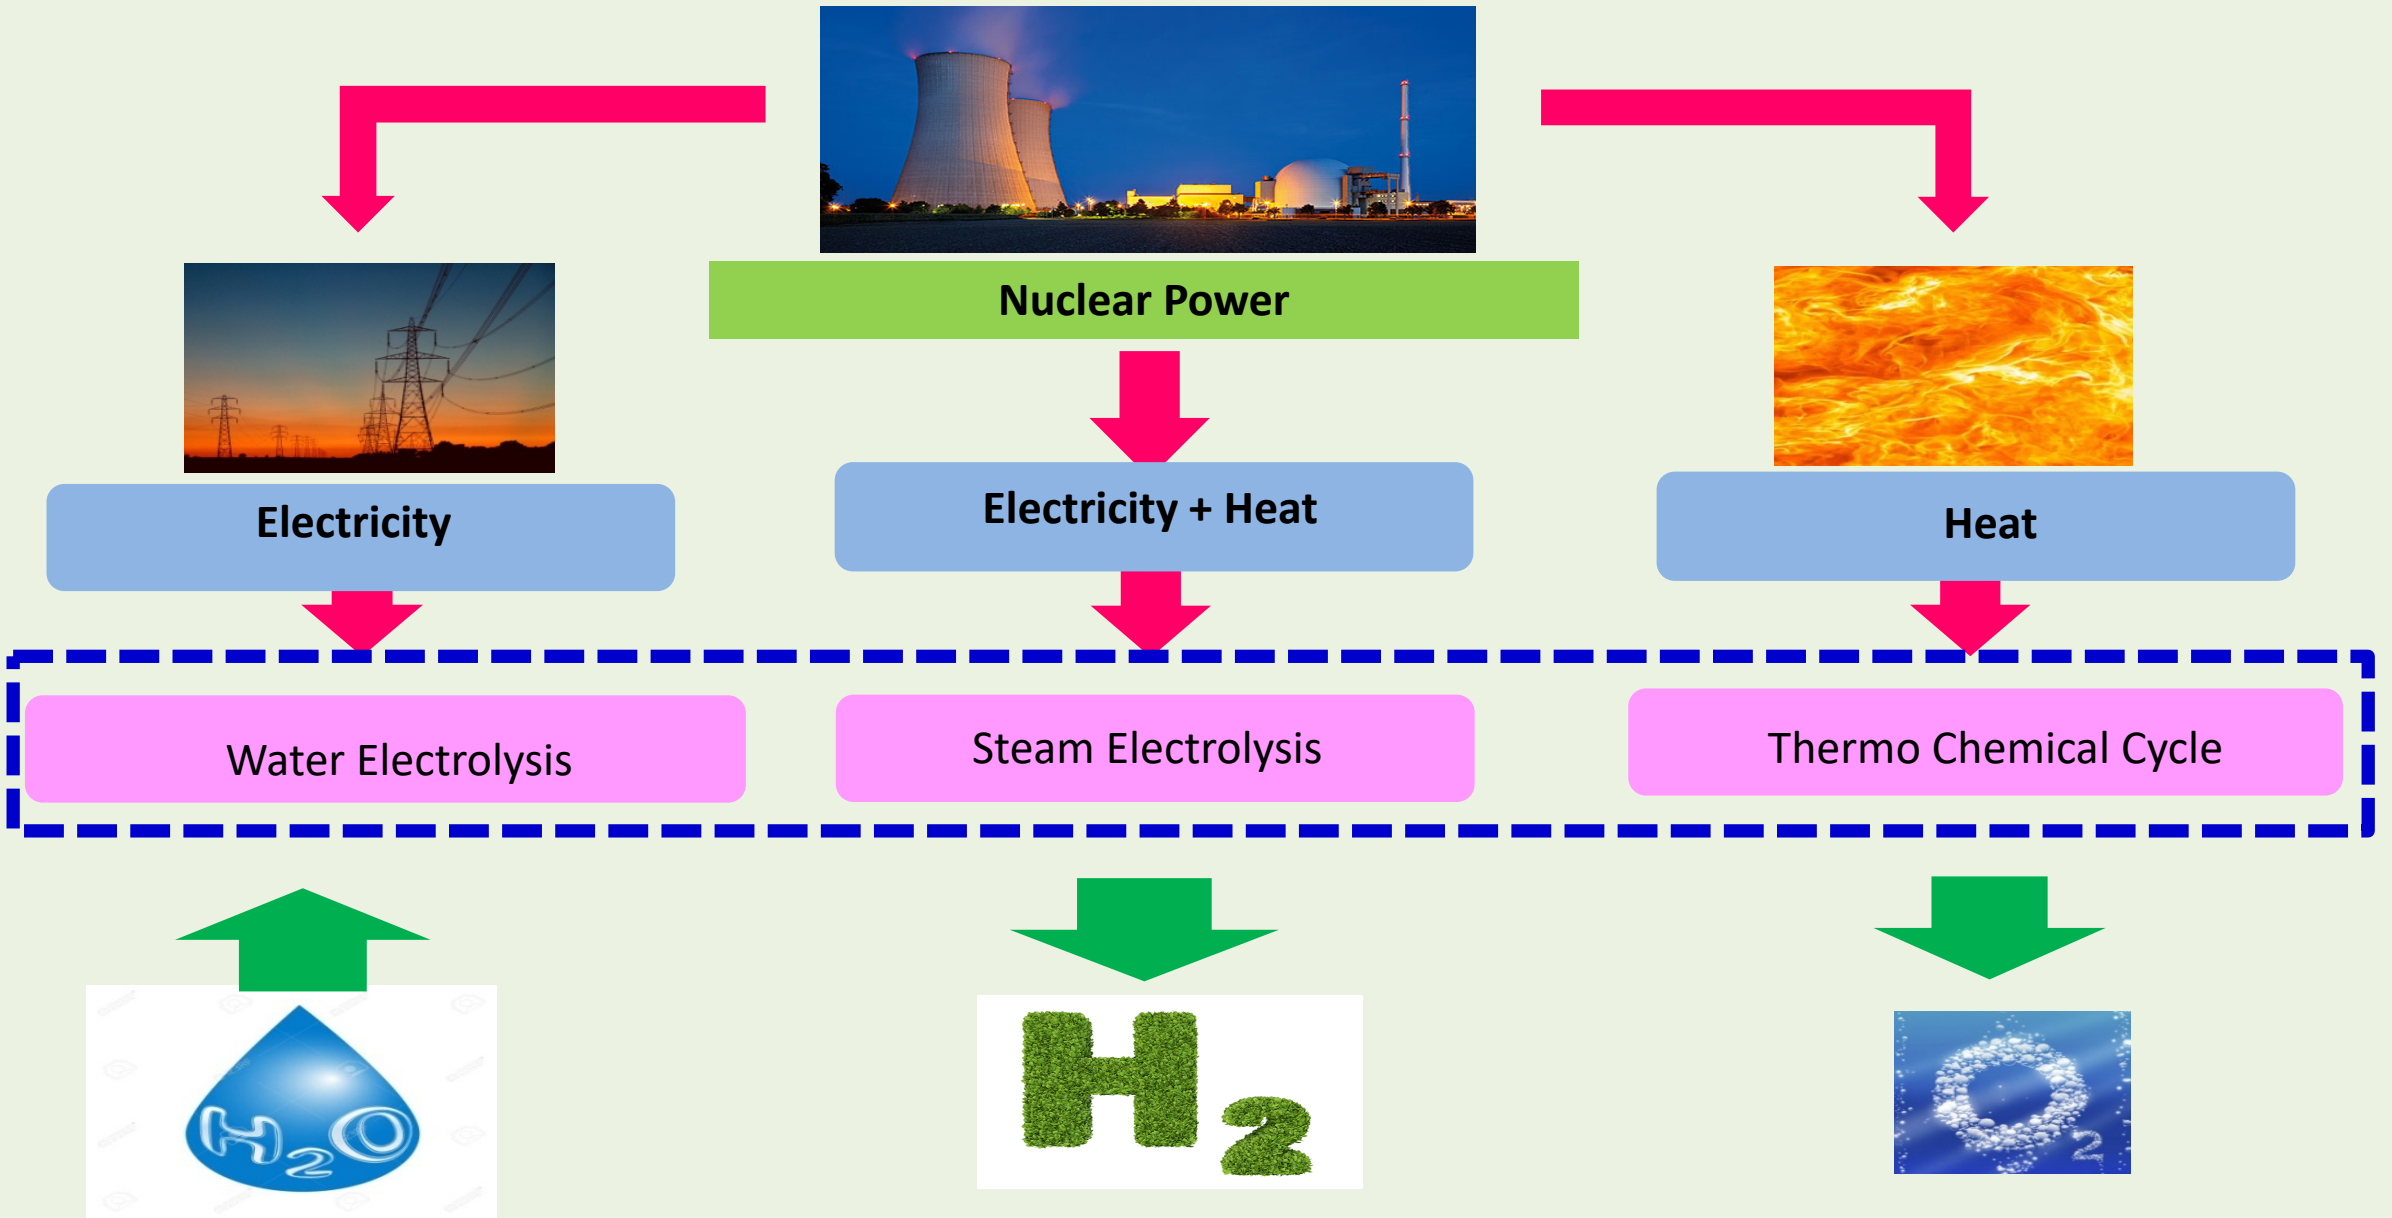 Nuclear Power
Electricity
Electricity + Heat
Heat
Water Electrolysis
Steam Electrolysis
Thermo Chemical Cycle
H2O
H2
O2